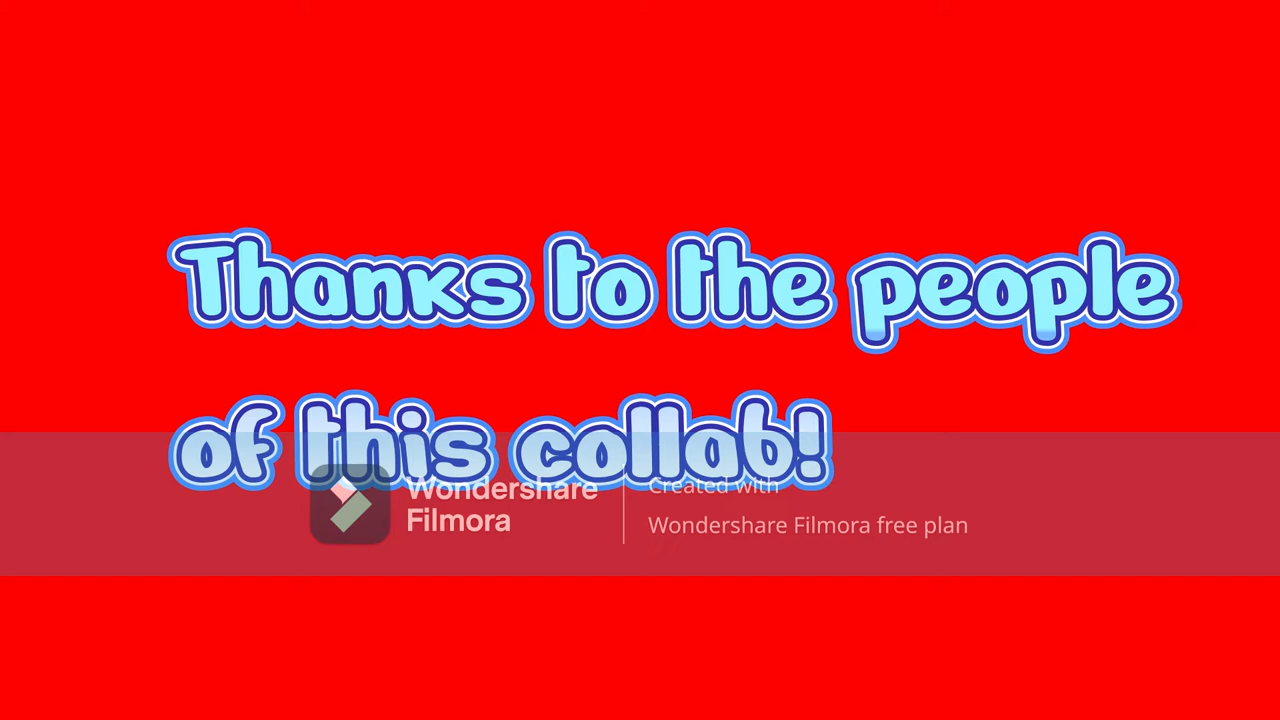 Thanks to the people
of this collab!
Wondershare
Filmora
Created with
Wondershare Filmora free plan